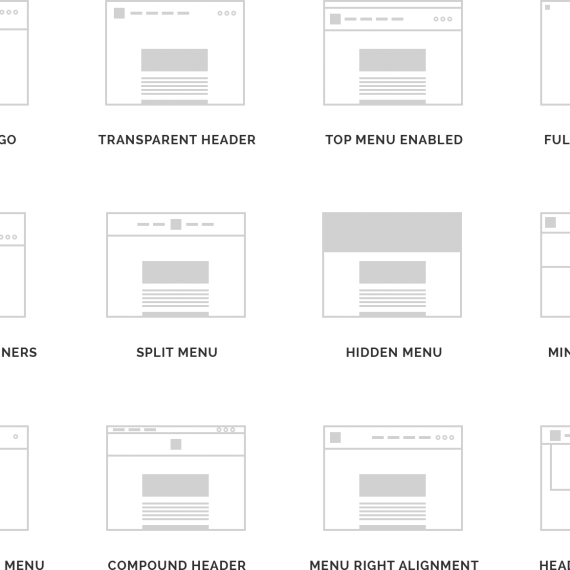 GO TRANSPARENT HEADER TOP MENU ENABLED FUL
NERS SPLIT MENU HIDDEN MENU MIN
MENU COMPOUND HEADER MENU RIGHT ALIGNMENT HEAD